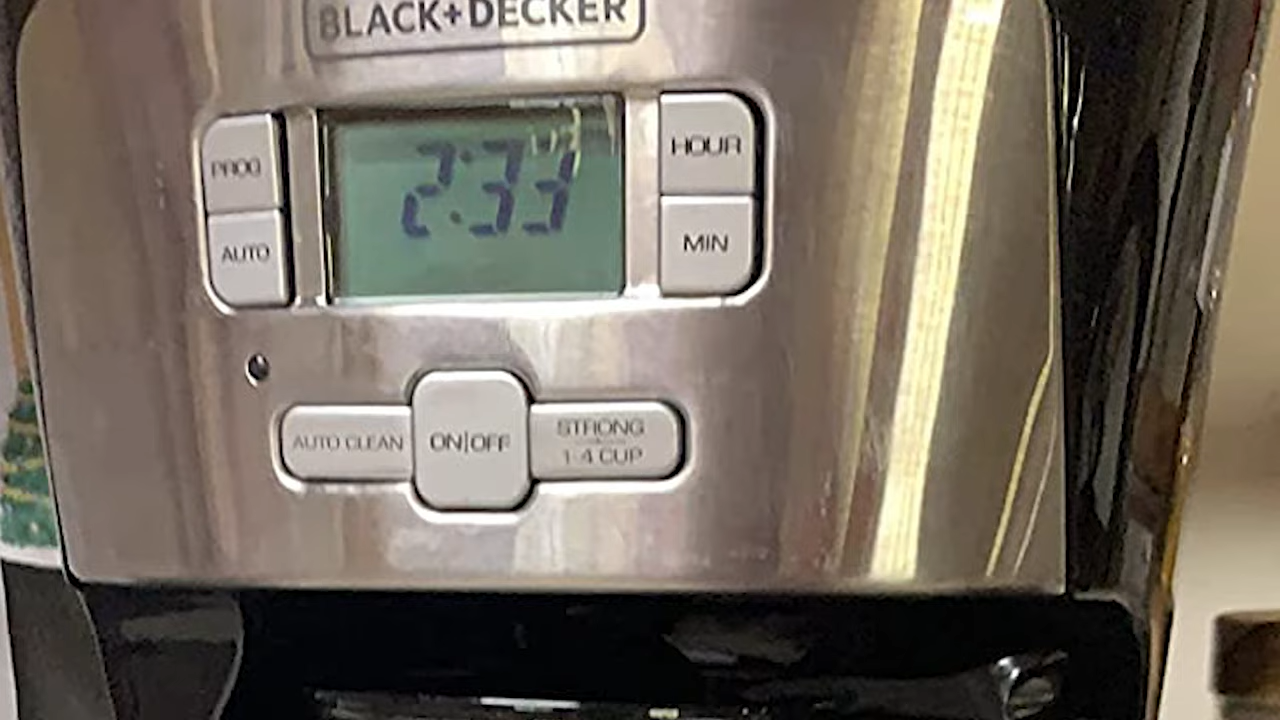 BLACK+DECKER
PROG
AUTO
2:33
HOUR
MIN
AUTO CLEAN
ON|OFF
STRONG
1-4 CUP